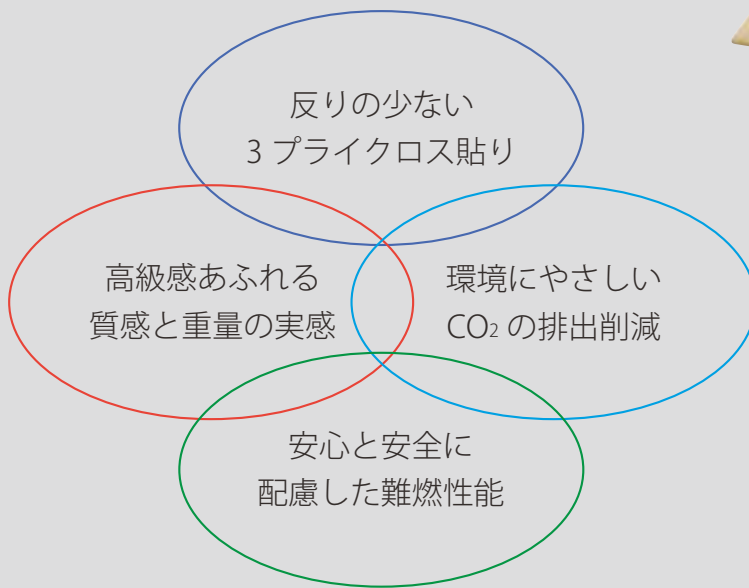 反りの少ない
3 プライクロス貼り
高級感あふれる
質感と重量の実感
環境にやさしい
CO₂ の排出削減
安心と安全に
配慮した難燃性能